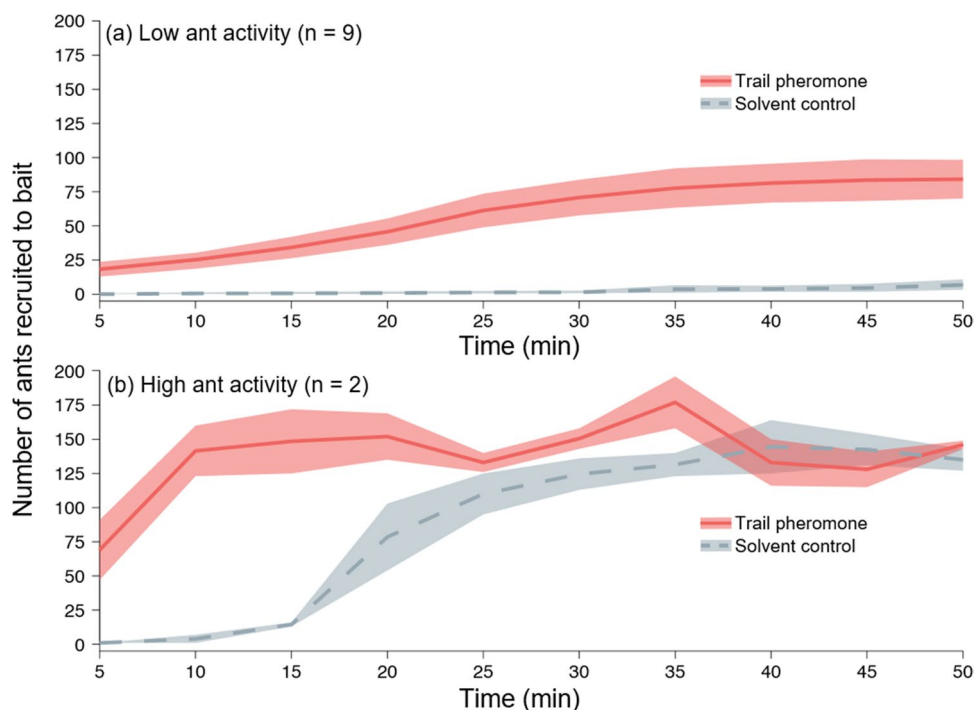 Number of ants recruited to bait
(a) Low ant activity (n = 9)
200
175
150
125
100
75
50
25
0
Trail pheromone
Solvent control
5 10 15 20 25 30 35 40 45 50
Time (min)
(b) High ant activity (n = 2)
200
175
150
125
100
75
50
25
0
Trail pheromone
Solvent control
5 10 15 20 25 30 35 40 45 50
Time (min)